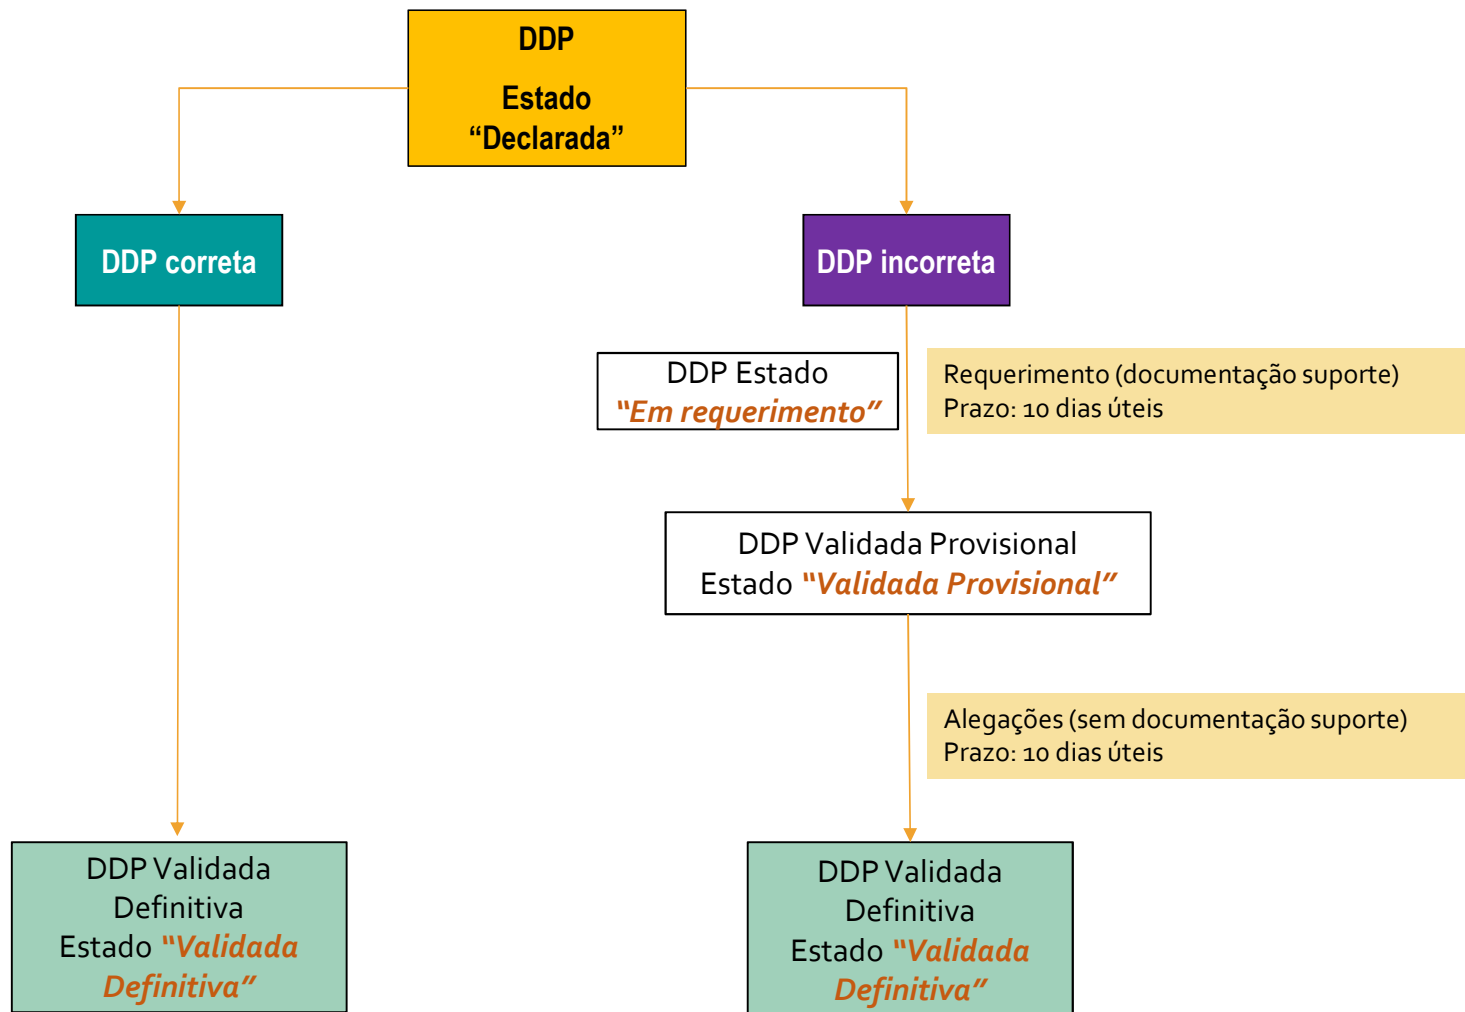 DDP
Estado
“Declarada”
DDP correta
DDP incorreta
DDP Estado
“Em requerimento”
Requerimento (documentação suporte)
Prazo: 10 dias úteis
DDP Validada Provisional
Estado “Validada Provisional”
Alegações (sem documentação suporte)
Prazo: 10 dias úteis
DDP Validada
Definitiva
Estado “Validada
Definitiva”
DDP Validada
Definitiva
Estado “Validada
Definitiva”